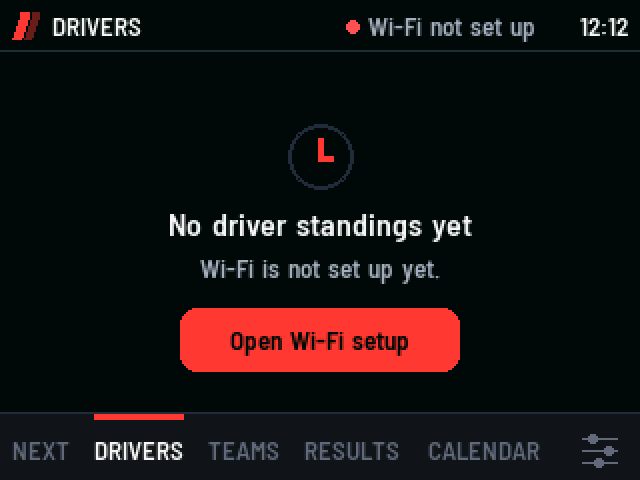 DRIVERS
Wi-Fi not set up
12:12
No driver standings yet
Wi-Fi is not set up yet.
Open Wi-Fi setup
NEXT DRIVERS TEAMS RESULTS CALENDAR